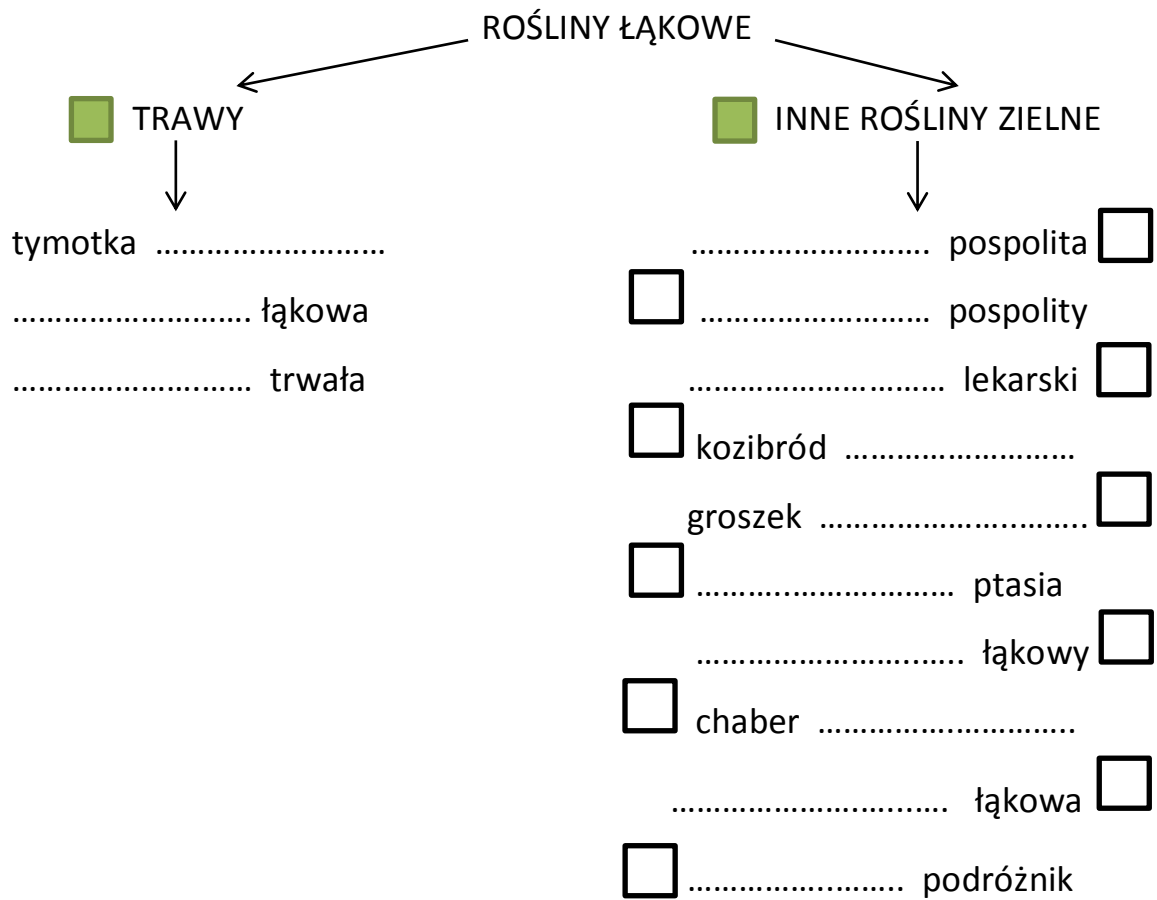 ROŚLINY ŁĄKOWE
TRAWY
INNE ROŚLINY ZIELNE
tymotka ………………………
………………………. łąkowa
………………….…… trwała
………………………. pospolita
……………………… pospolity
………………………… lekarski
kozibród ………………………
groszek …………………..……..
………..…….……… ptasia
……………………..….. łąkowy
chaber …………….…………..
………………….…...…. łąkowa
……………..…….. podróżnik